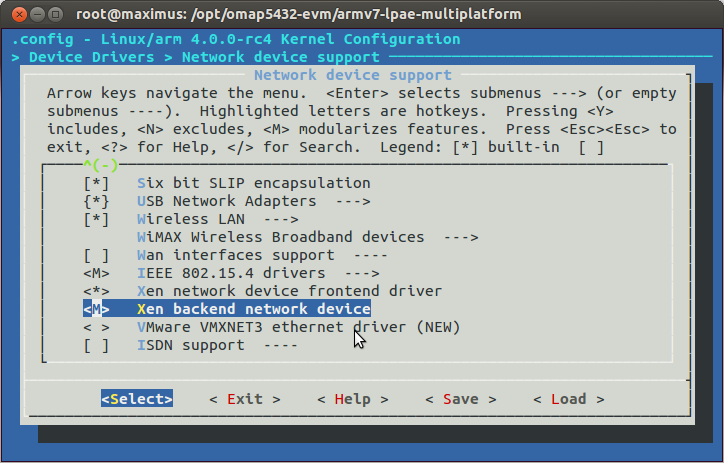 root@maximus: /opt/omap5432-evm/armv7-lpae-multiplatform
.config - Linux/arm 4.0.0-rc4 Kernel Configuration
> Device Drivers > Network device support
Network device support
Arrow keys navigate the menu.  <Enter> selects submenus ---> (or empty
submenus ----).  Highlighted letters are hotkeys.  Pressing <Y>
includes, <N> excludes, <M> modularizes features.  Press <Esc><Esc> to
exit, <?> for Help, </> for Search.  Legend: [*] built-in  [ ]
^(-)
[*]   Six bit SLIP encapsulation
{*}   USB Network Adapters  --->
[*]   Wireless LAN  --->
WiMAX Wireless Broadband devices  --->
[ ]   Wan interfaces support  ----
<M>   IEEE 802.15.4 drivers  --->
<*>   Xen network device frontend driver
<M>   Xen backend network device
< >   VMware VMXNET3 ethernet driver (NEW)
[ ]   ISDN support  ----
<Select>    < Exit >    < Help >    < Save >    < Load >